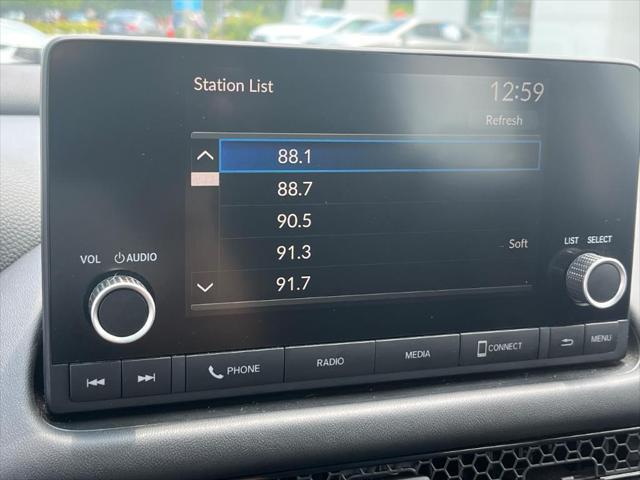 Station List
12:59
Refresh
88.1
88.7
90.5
91.3 Soft
91.7
VOL AUDIO
LIST SELECT
PHONE RADIO MEDIA CONNECT MENU